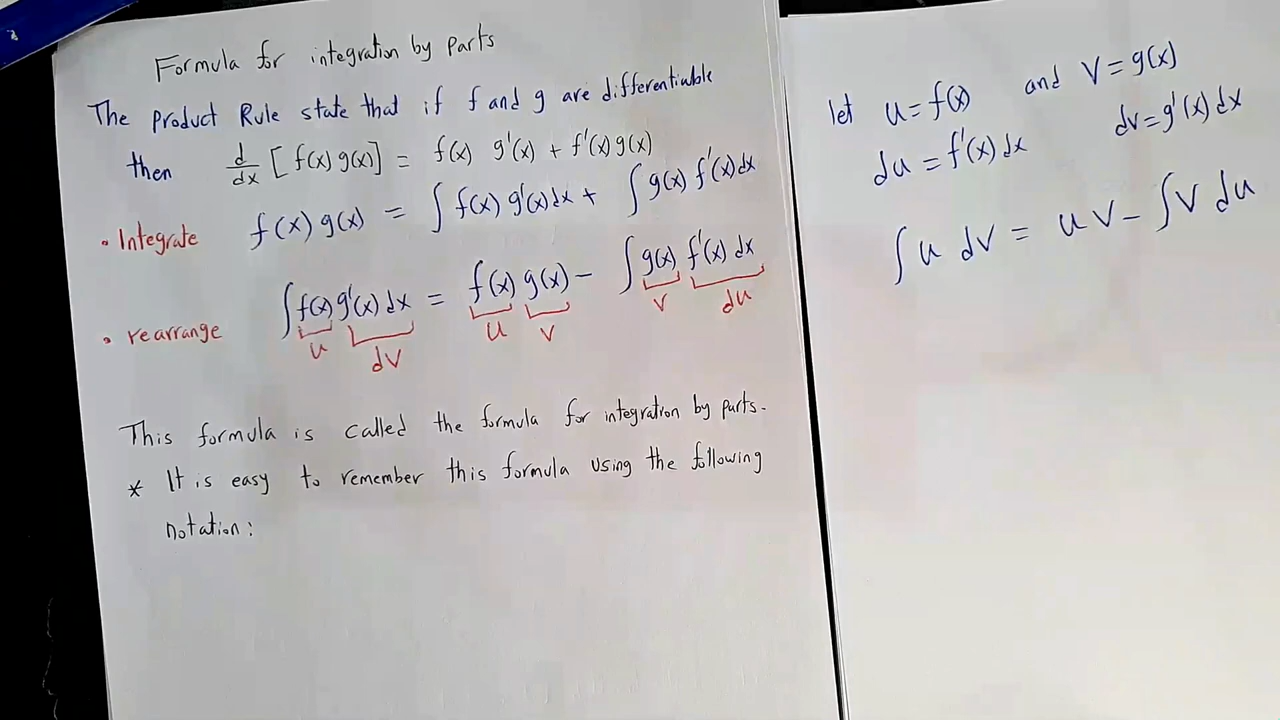 Formula for integration by parts
The Product Rule state that if f and g are differentiable
then d/dx [f(x) g(x)] = f(x) g'(x) + f'(x) g(x)
• Integrate f(x) g(x) = ∫ f(x) g'(x) dx + ∫ g(x) f'(x) dx
• rearrange ∫ f(x) g'(x) dx = f(x) g(x) - ∫ g(x) f'(x) dx
u dv u v v du
This formula is called the formula for integration by parts.
* It is easy to remember this formula using the following
notation:
let u = f(x) and v = g(x)
du = f'(x) dx dv = g'(x) dx
∫ u dv = u v - ∫ v du